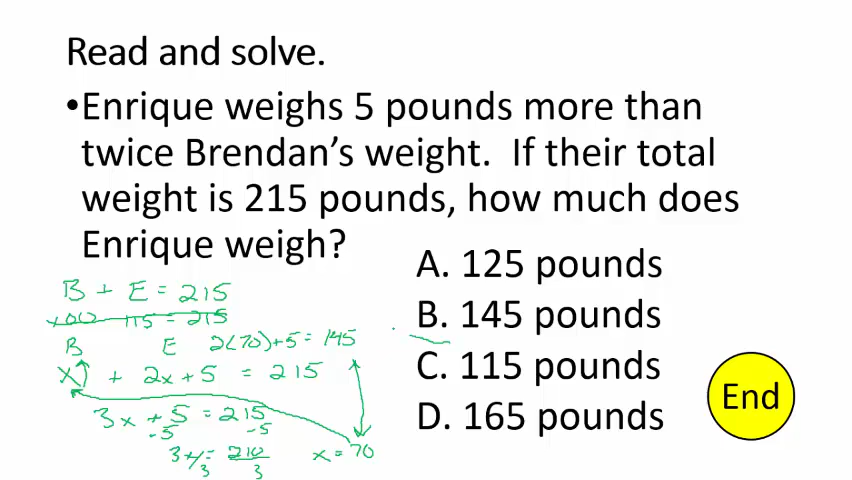 Read and solve.
•Enrique weighs 5 pounds more than
twice Brendan's weight. If their total
weight is 215 pounds, how much does
Enrique weigh?
A. 125 pounds
B. 145 pounds
C. 115 pounds
D. 165 pounds
End
B + E = 215
100 115 = 215
B E 2(70)+5 = 145
x + 2x + 5 = 215
3x + 5 = 215
-5 -5
3x = 210
3 3
x = 70